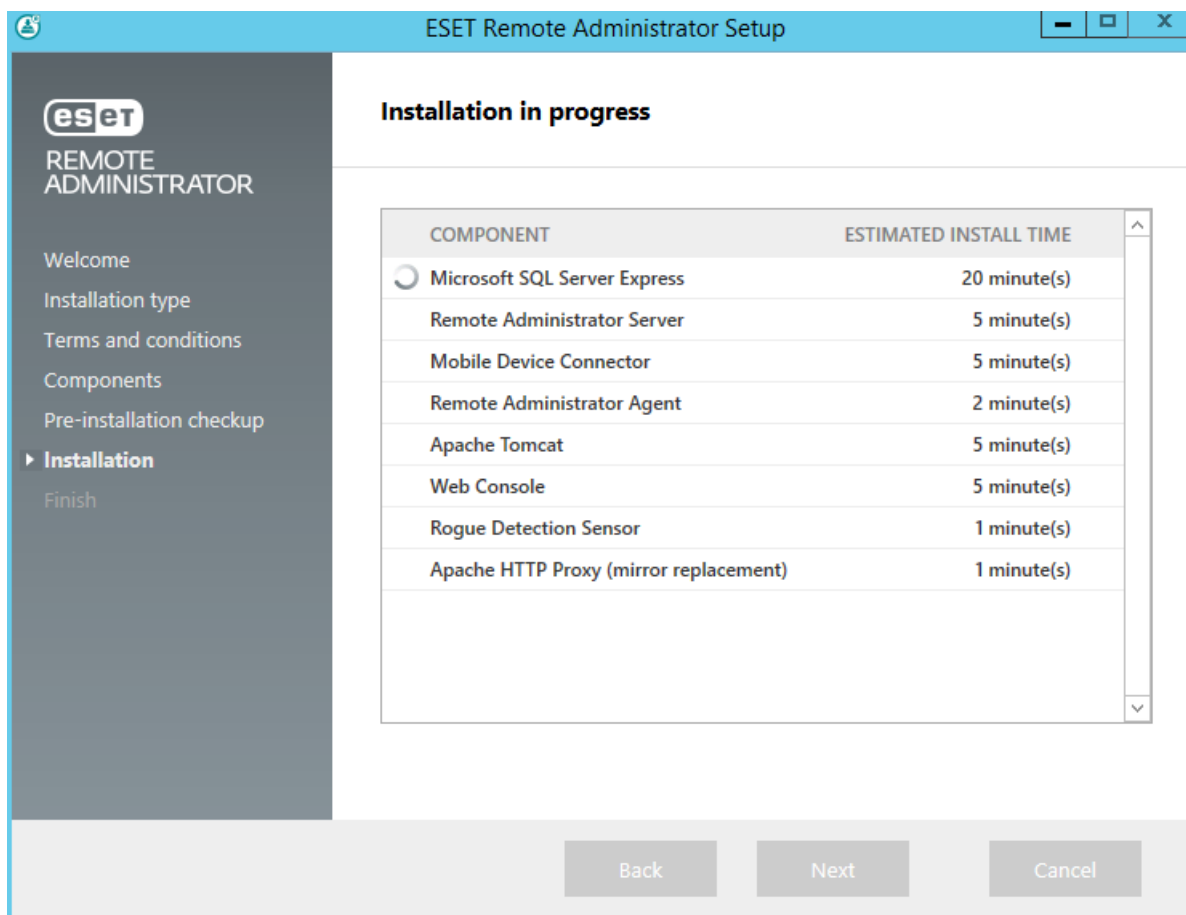 ESET Remote Administrator Setup
eseT
REMOTE
ADMINISTRATOR
Welcome
Installation type
Terms and conditions
Components
Pre-installation checkup
Installation
Finish
Installation in progress
COMPONENT ESTIMATED INSTALL TIME
Microsoft SQL Server Express 20 minute(s)
Remote Administrator Server 5 minute(s)
Mobile Device Connector 5 minute(s)
Remote Administrator Agent 2 minute(s)
Apache Tomcat 5 minute(s)
Web Console 5 minute(s)
Rogue Detection Sensor 1 minute(s)
Apache HTTP Proxy (mirror replacement) 1 minute(s)
Back Next Cancel